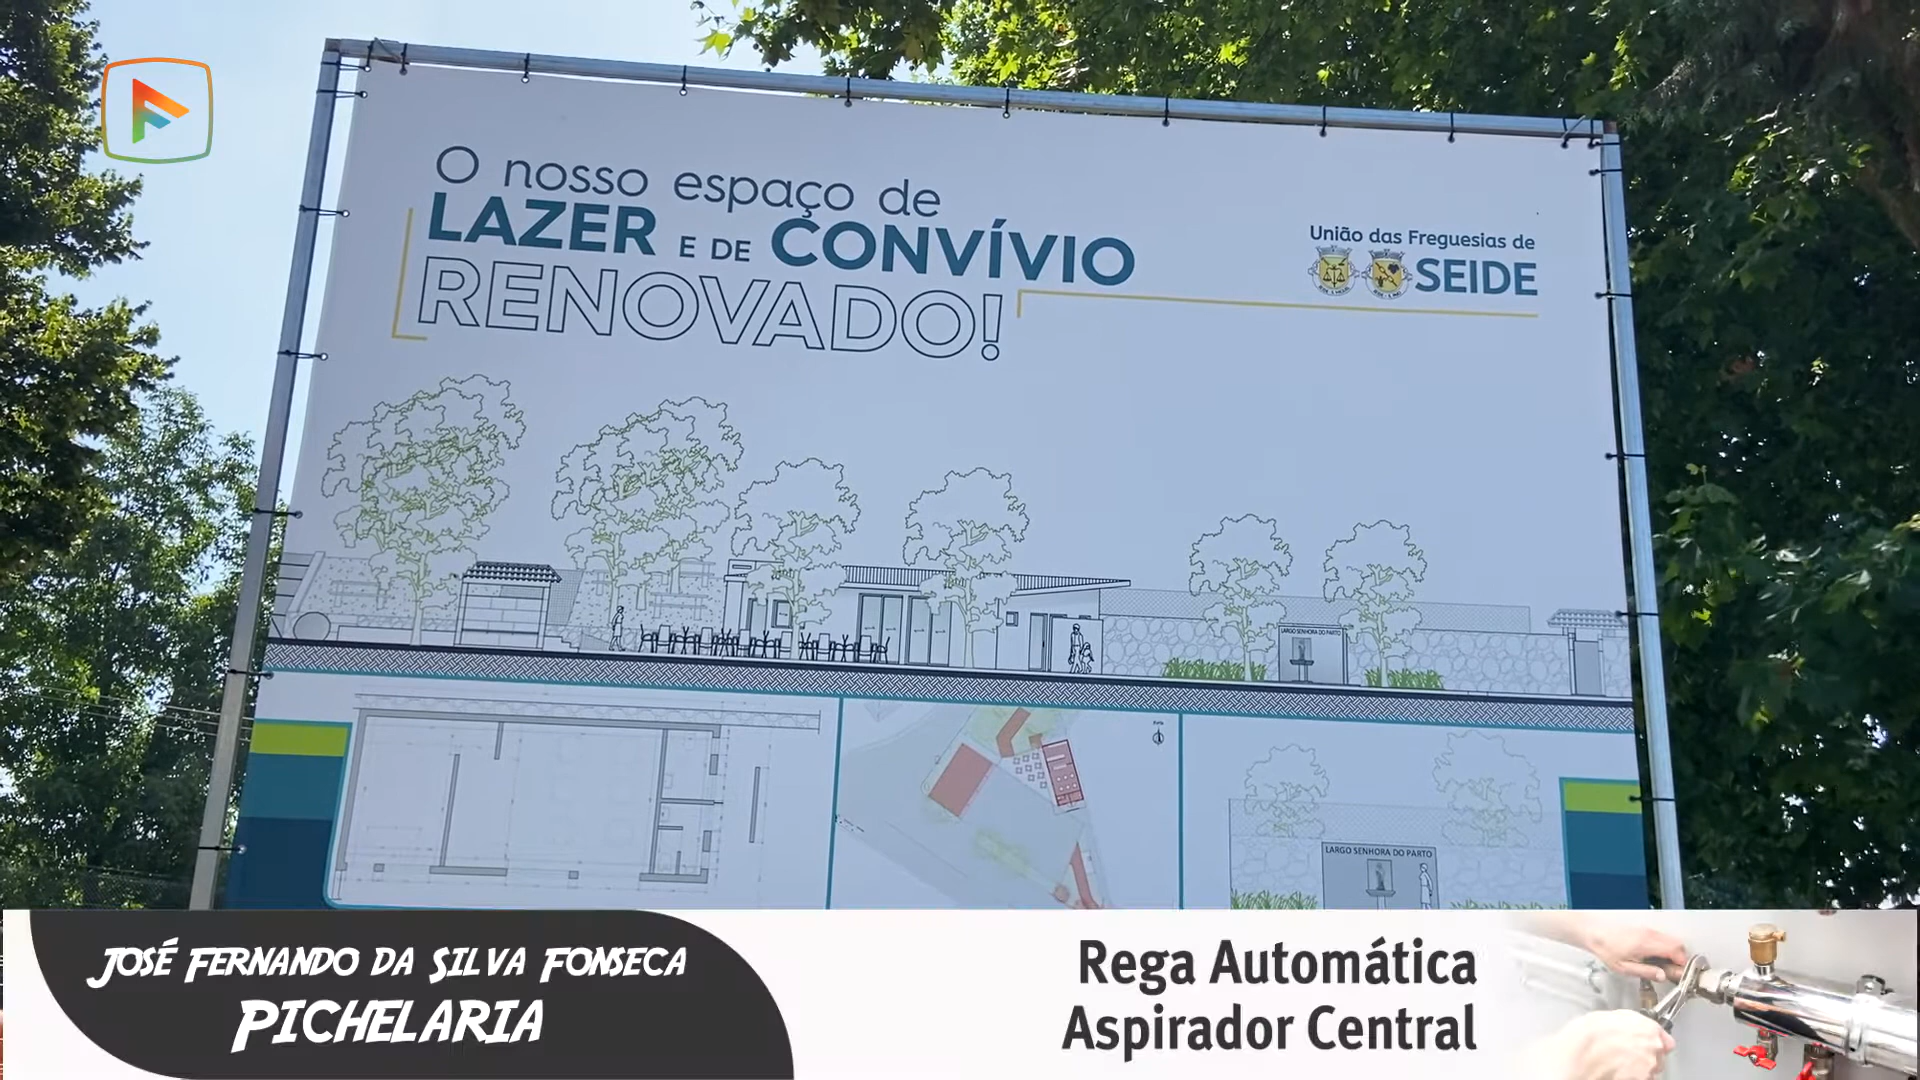 O nosso espaço de
LAZER E DE CONVÍVIO
RENOVADO!
União das Freguesias de
SEIDE
LARGO SENHORA DO PARTO
LARGO SENHORA DO PARTO
José Fernando da Silva Fonseca
Pichelaria
Rega Automática
Aspirador Central